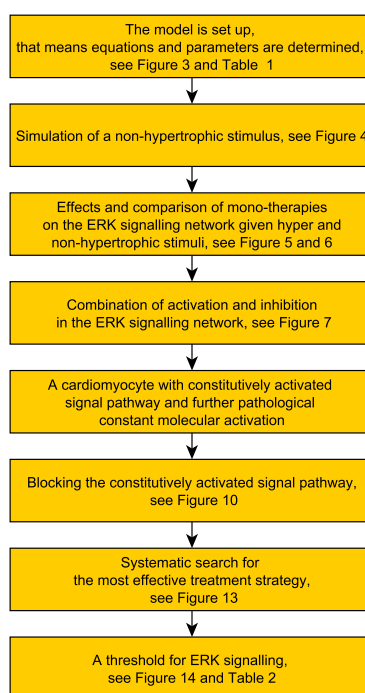 The model is set up,
that means equations and parameters are determined,
see Figure 3 and Table 1
Simulation of a non-hypertrophic stimulus, see Figure 4
Effects and comparison of mono-therapies
on the ERK signalling network given hyper and
non-hypertrophic stimuli, see Figure 5 and 6
Combination of activation and inhibition
in the ERK signalling network, see Figure 7
A cardiomyocyte with constitutively activated
signal pathway and further pathological
constant molecular activation
Blocking the constitutively activated signal pathway,
see Figure 10
Systematic search for
the most effective treatment strategy,
see Figure 13
A threshold for ERK signalling,
see Figure 14 and Table 2